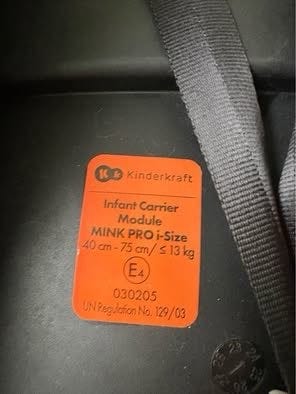 Kinderkraft
Infant Carrier
Module
MINK PRO i-Size
40 cm - 75 cm/ ≤ 13 kg
E4
030205
UN Regulation No. 129/03